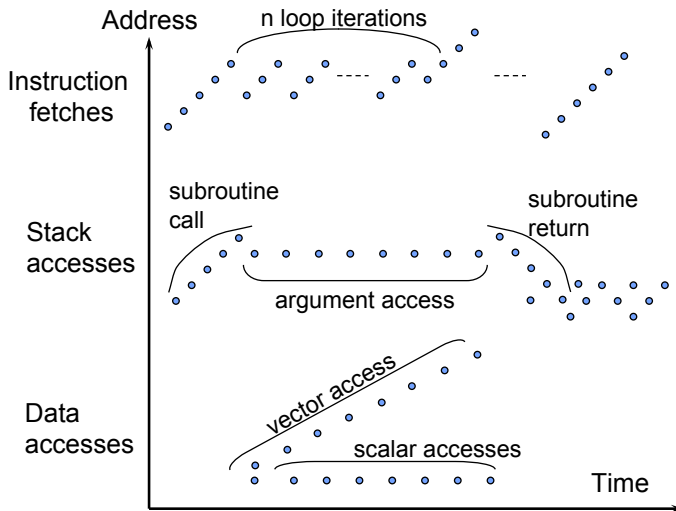 Address
n loop iterations
Instruction
fetches
subroutine
call
subroutine
return
Stack
accesses
argument access
vector access
Data
accesses
scalar accesses
Time